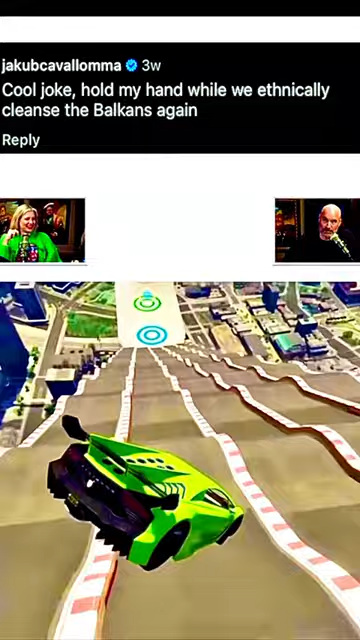 jakubcavallomma 3w
Cool joke, hold my hand while we ethnically
cleanse the Balkans again
Reply